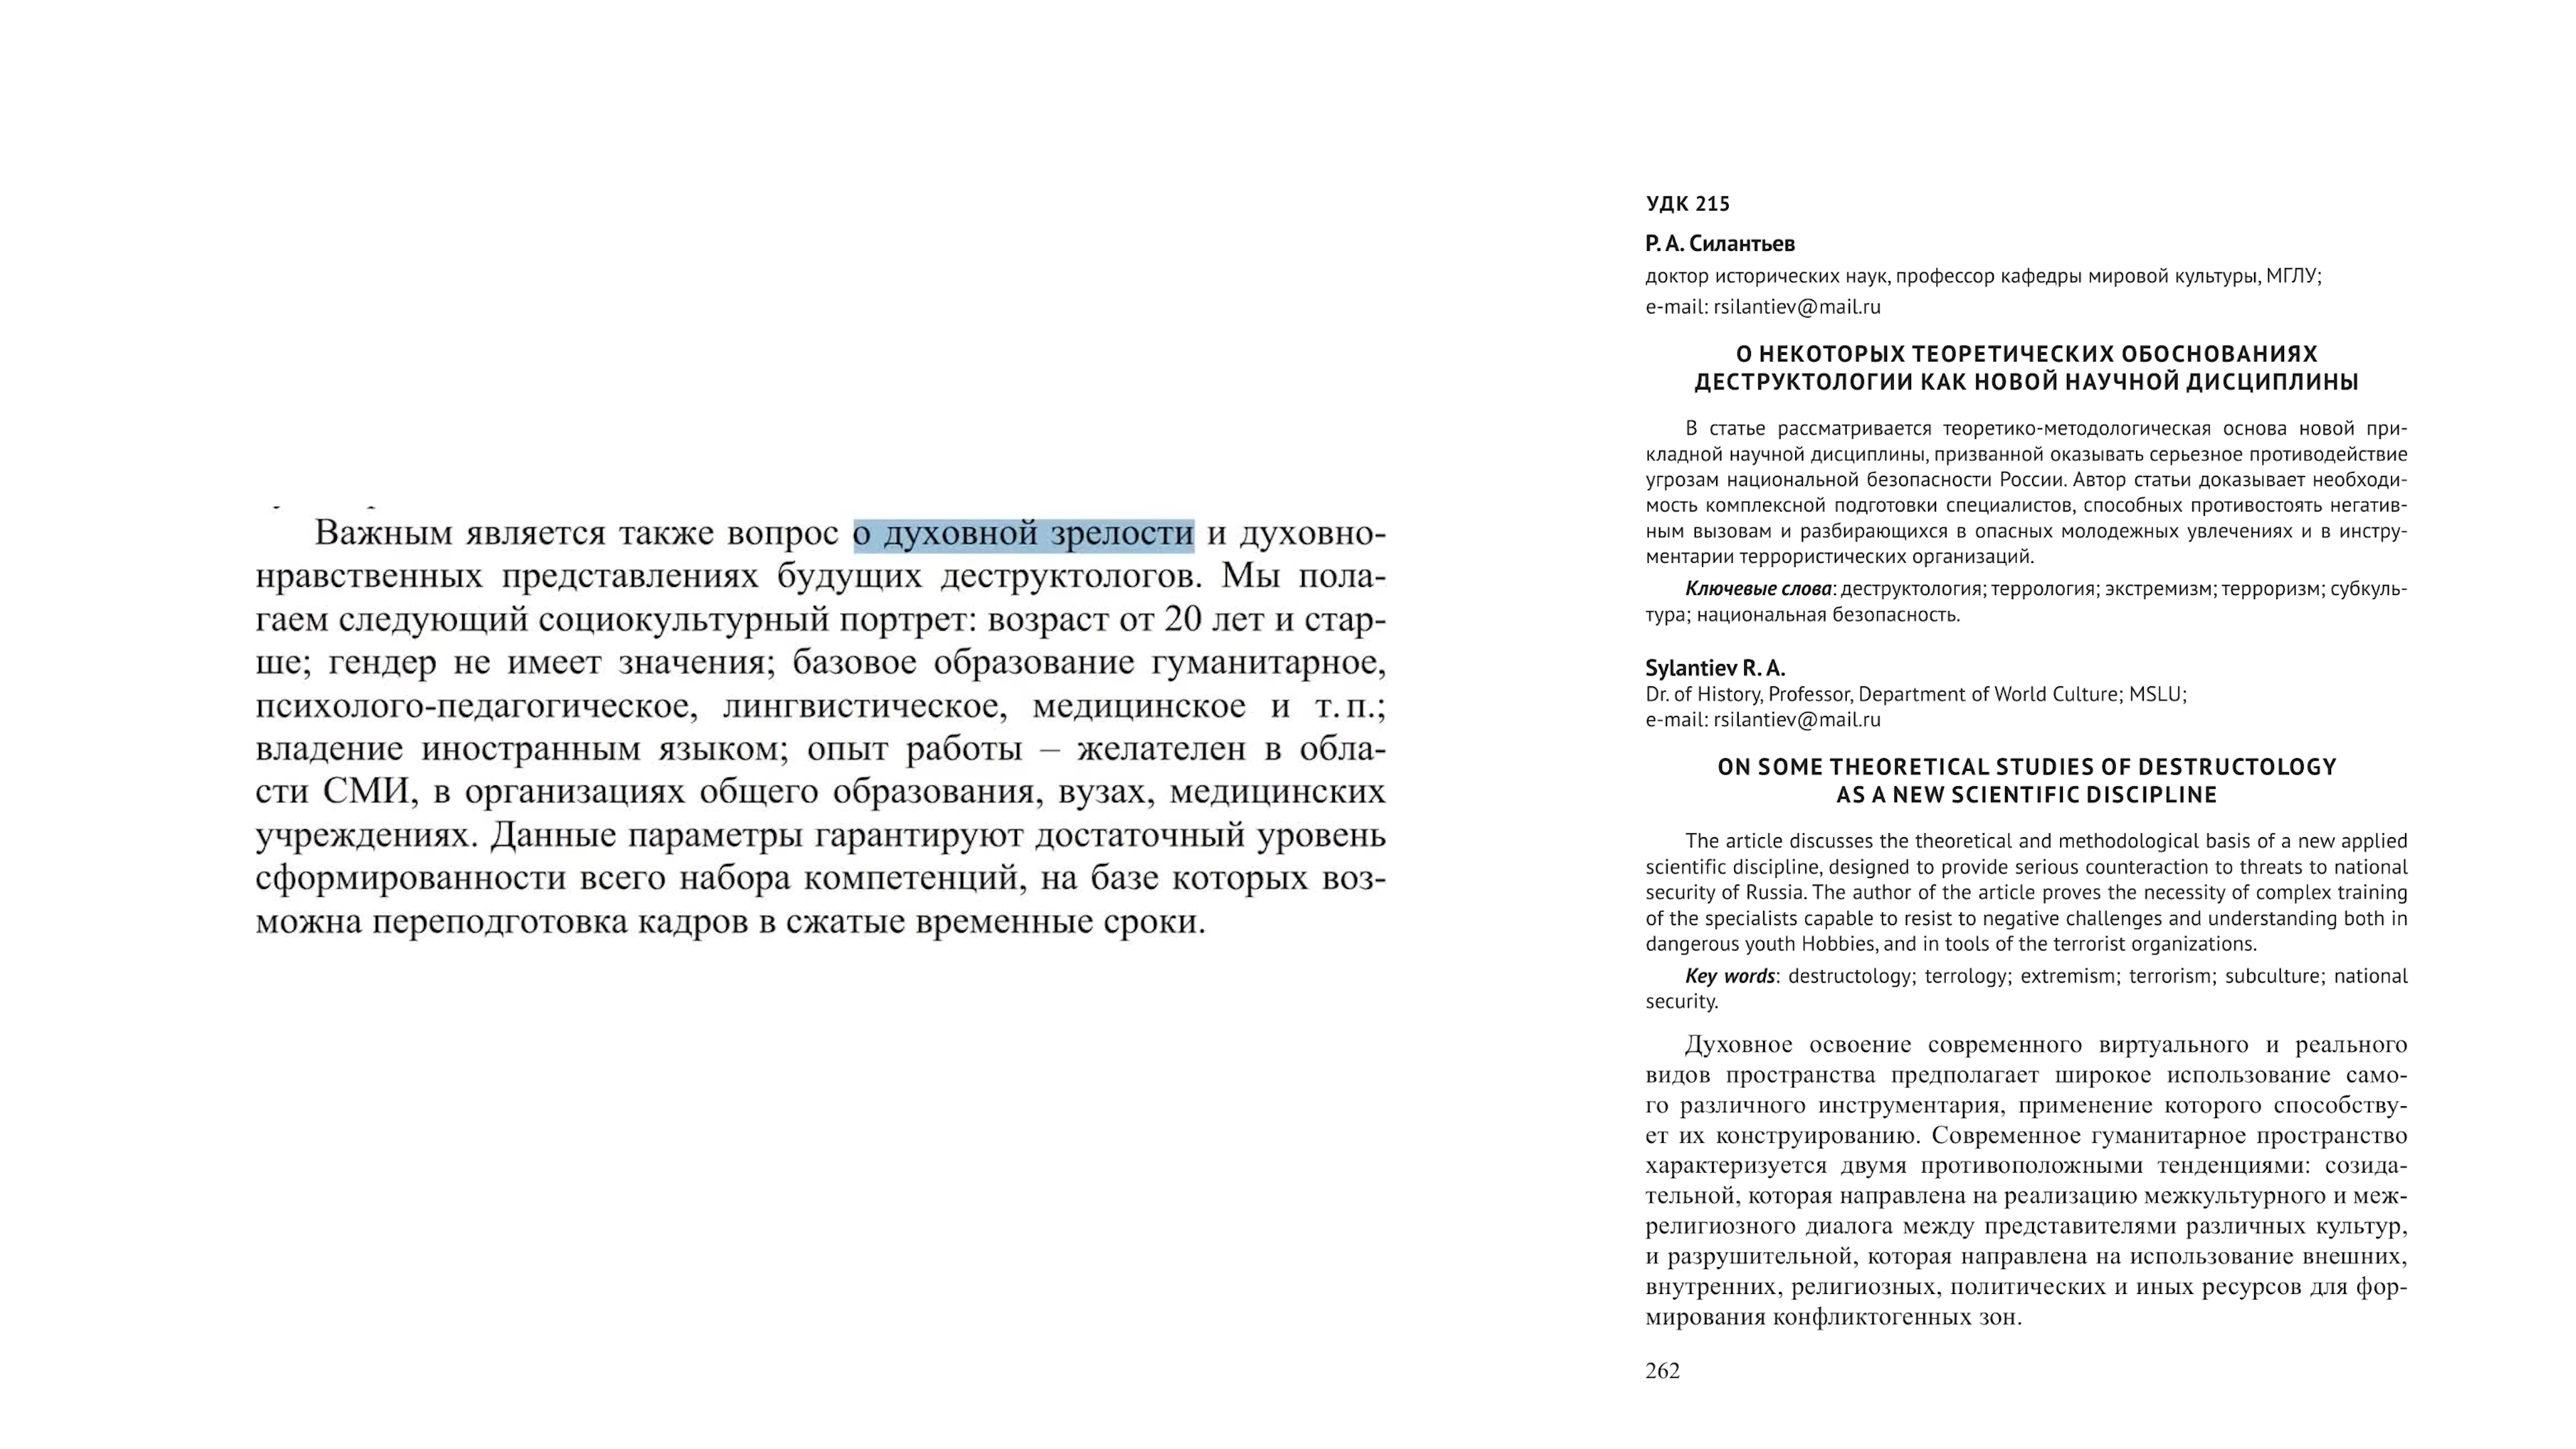 Важным является также вопрос о духовной зрелости и духовно-
нравственных представлениях будущих деструктологов. Мы пола-
гаем следующий социокультурный портрет: возраст от 20 лет и стар-
ше; гендер не имеет значения; базовое образование гуманитарное,
психолого-педагогическое, лингвистическое, медицинское и т. п.;
владение иностранным языком; опыт работы – желателен в обла-
сти СМИ, в организациях общего образования, вузах, медицинских
учреждениях. Данные параметры гарантируют достаточный уровень
сформированности всего набора компетенций, на базе которых воз-
можна переподготовка кадров в сжатые временные сроки.
УДК 215
Р. А. Силантьев
доктор исторических наук, профессор кафедры мировой культуры, МГЛУ;
e-mail: rsilantiev@mail.ru
О НЕКОТОРЫХ ТЕОРЕТИЧЕСКИХ ОБОСНОВАНИЯХ
ДЕСТРУКТОЛОГИИ КАК НОВОЙ НАУЧНОЙ ДИСЦИПЛИНЫ
В статье рассматривается теоретико-методологическая основа новой при-
кладной научной дисциплины, призванной оказывать серьезное противодействие
угрозам национальной безопасности России. Автор статьи доказывает необходи-
мость комплексной подготовки специалистов, способных противостоять негатив-
ным вызовам и разбирающихся в опасных молодежных увлечениях и в инстру-
ментарии террористических организаций.
Ключевые слова: деструктология; террология; экстремизм; терроризм; субкуль-
тура; национальная безопасность.
Sylantiev R. A.
Dr. of History, Professor, Department of World Culture; MSLU;
e-mail: rsilantiev@mail.ru
ON SOME THEORETICAL STUDIES OF DESTRUCTOLOGY
AS A NEW SCIENTIFIC DISCIPLINE
The article discusses the theoretical and methodological basis of a new applied
scientific discipline, designed to provide serious counteraction to threats to national
security of Russia. The author of the article proves the necessity of complex training
of the specialists capable to resist to negative challenges and understanding both in
dangerous youth Hobbies, and in tools of the terrorist organizations.
Key words: destructology; terrology; extremism; terrorism; subculture; national
security.
Духовное освоение современного виртуального и реального
видов пространства предполагает широкое использование само-
го различного инструментария, применение которого способству-
ет их конструированию. Современное гуманитарное пространство
характеризуется двумя противоположными тенденциями: созида-
тельной, которая направлена на реализацию межкультурного и меж-
религиозного диалога между представителями различных культур,
и разрушительной, которая направлена на использование внешних,
внутренних, религиозных, политических и иных ресурсов для фор-
мирования конфликтогенных зон.
262